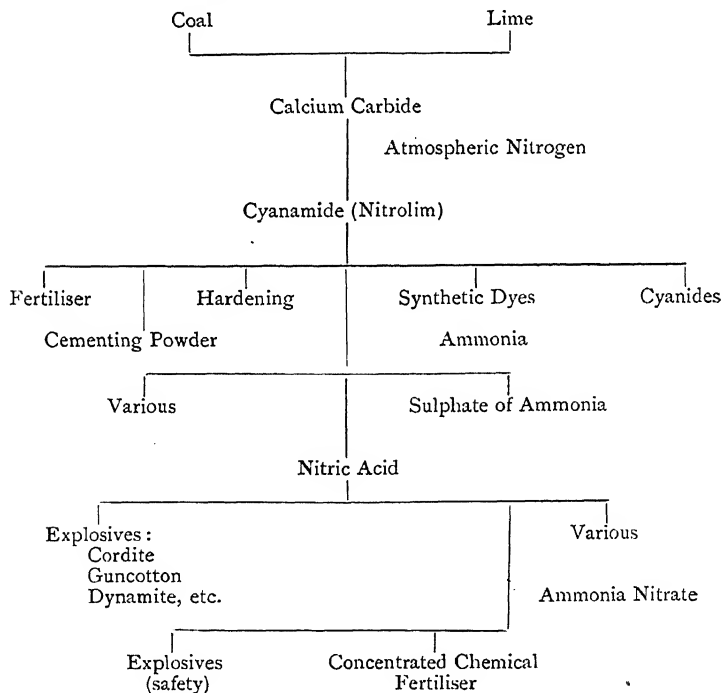 Coal Lime
Calcium Carbide
Atmospheric Nitrogen
Cyanamide (Nitrolim)
Fertiliser Hardening Synthetic Dyes Cyanides
Cementing Powder Ammonia
Various Sulphate of Ammonia
Nitric Acid
Explosives: Various
Cordite
Guncotton
Dynamite, etc. Ammonia Nitrate
Explosives Concentrated Chemical
(safety) Fertiliser